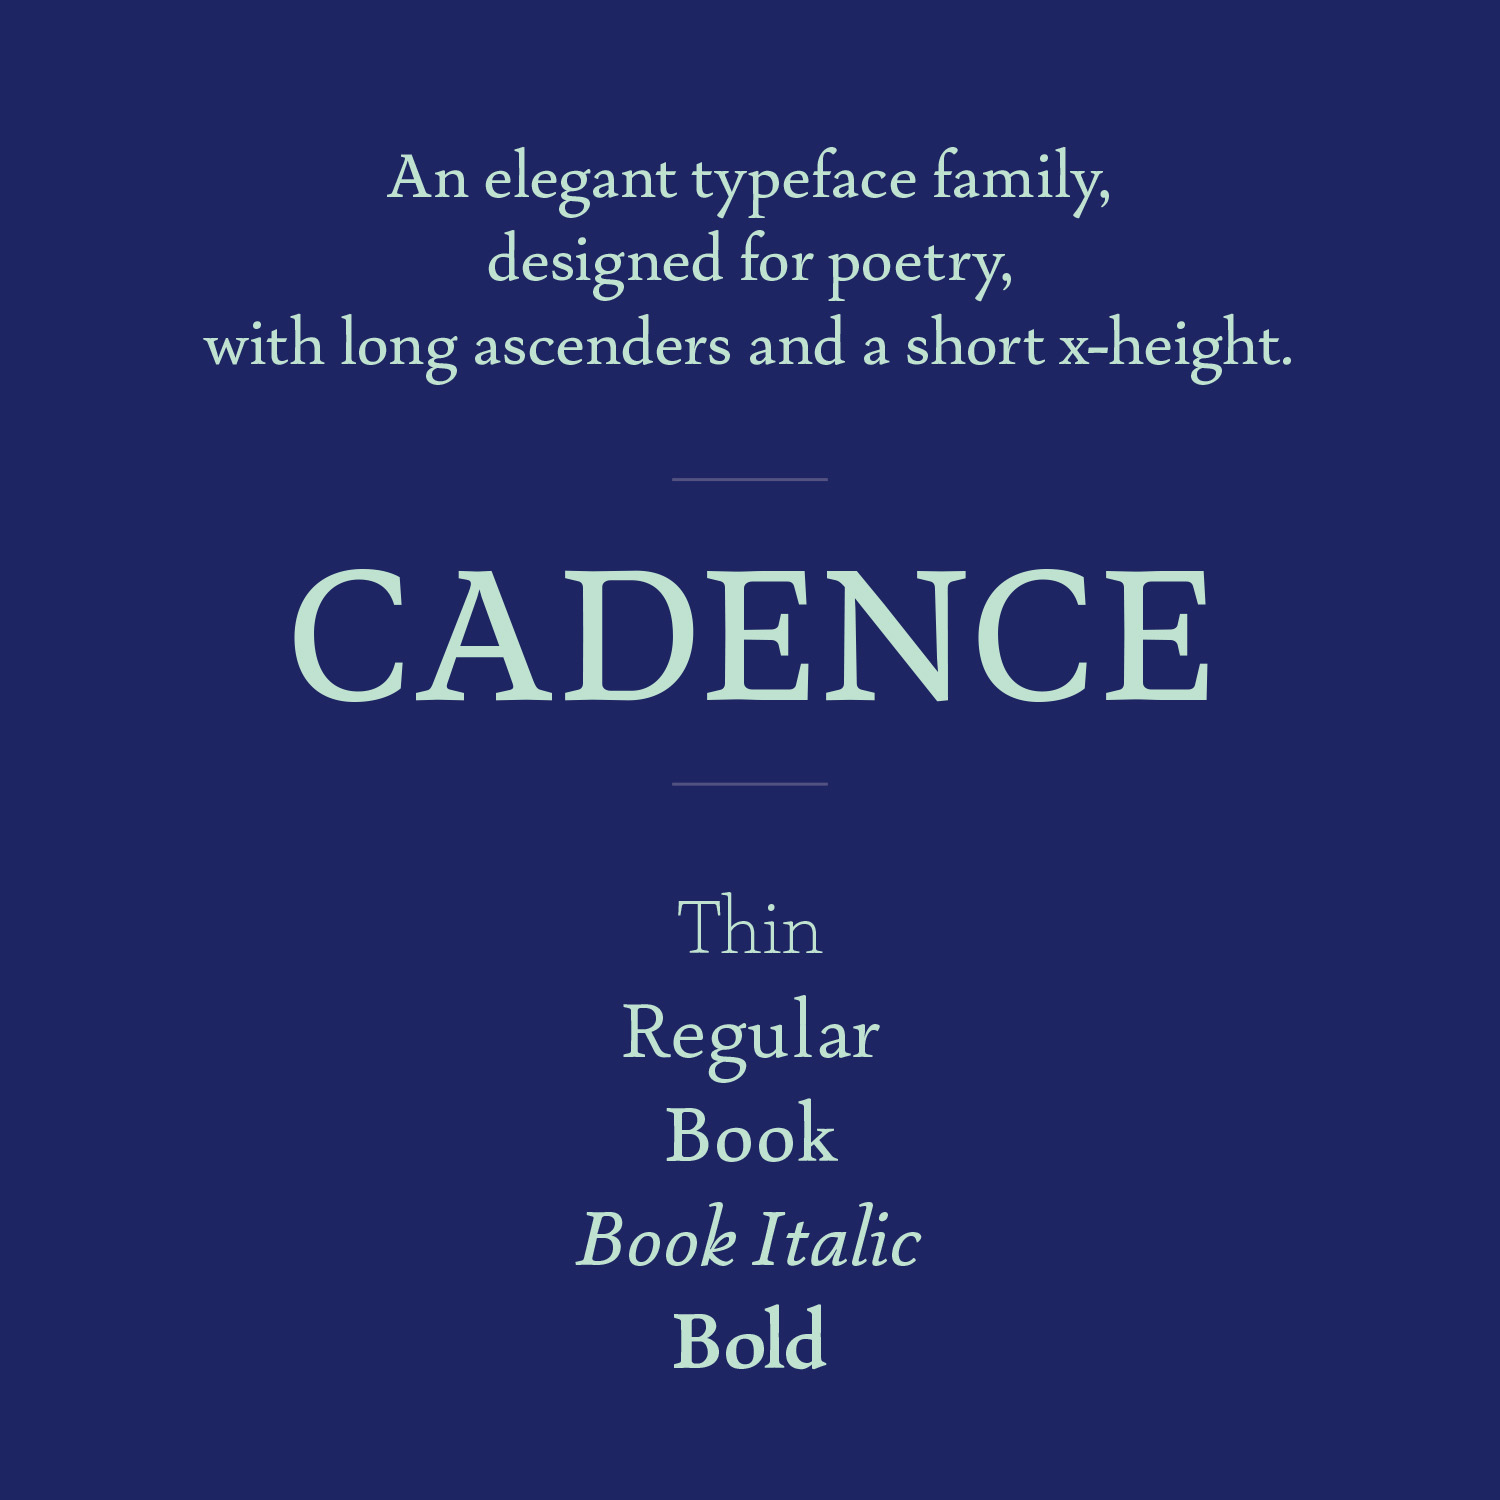 An elegant typeface family,
designed for poetry,
with long ascenders and a short x-height.
CADENCE
Thin
Regular
Book
Book Italic
Bold